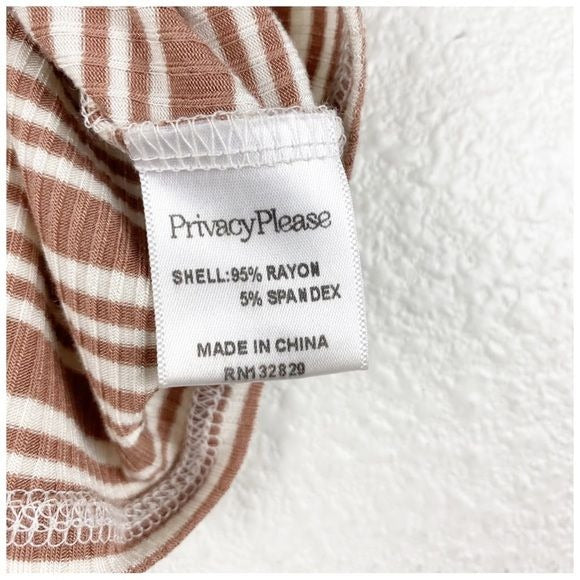 PrivacyPlease
SHELL:95% RAYON
5% SPANDEX
MADE IN CHINA
RN132829